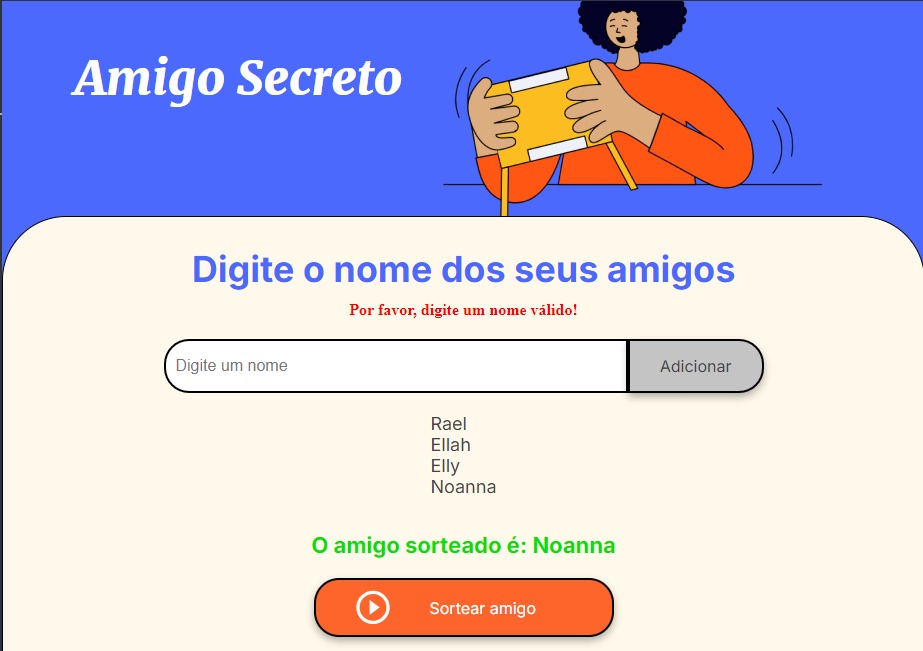 Amigo Secreto
Digite o nome dos seus amigos
Por favor, digite um nome válido!
Digite um nome
Adicionar
Rael
Ellah
Elly
Noanna
O amigo sorteado é: Noanna
Sortear amigo